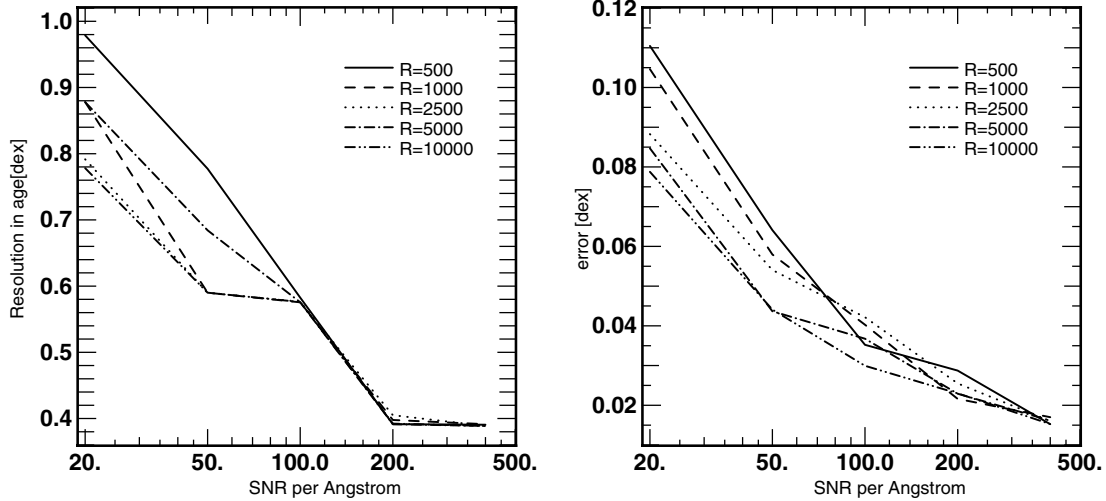 1.0
0.9
0.8
0.7
0.6
0.5
0.4
Resolution in age[dex]
R=500
R=1000
R=2500
R=5000
R=10000
20.
50.
100.0
200.
500.
SNR per Angstrom
0.12
0.10
0.08
0.06
0.04
0.02
error [dex]
R=500
R=1000
R=2500
R=5000
R=10000
20.
50.
100.0
200.
500.
SNR per Angstrom